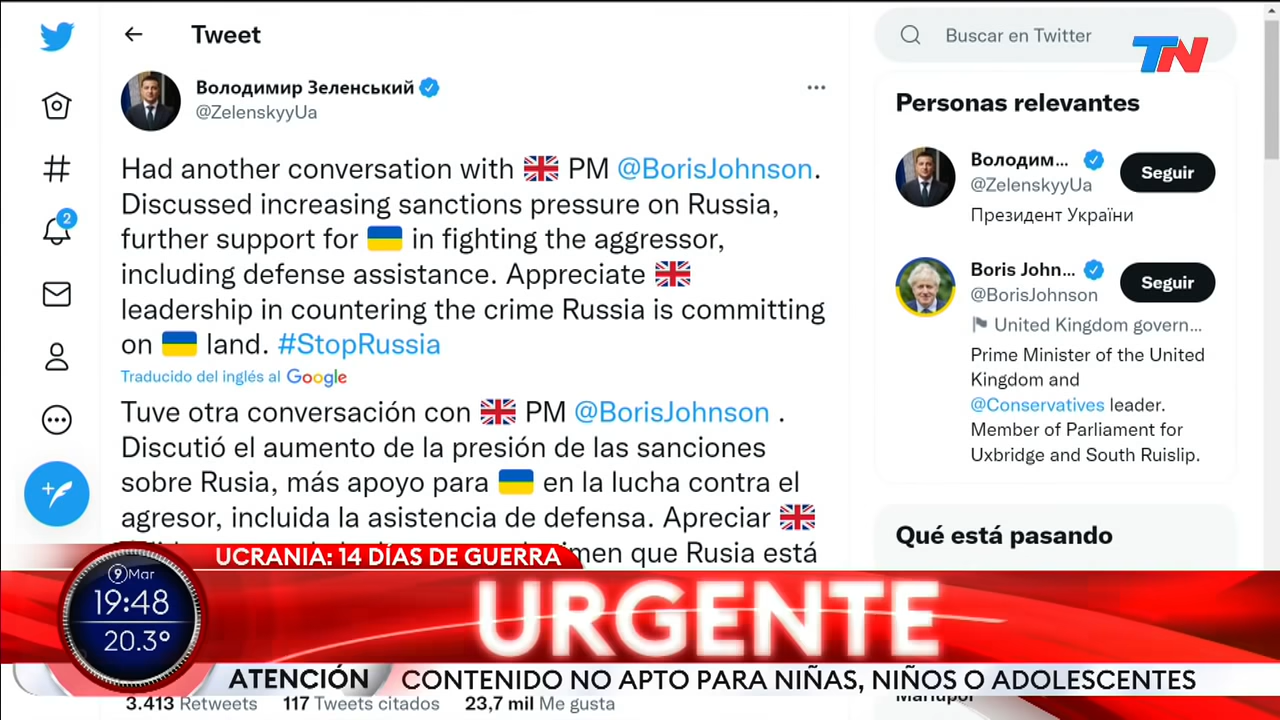 Tweet
Buscar en Twitter
TN
Володимир Зеленський
@ZelenskyyUa
Had another conversation with 🇬🇧 PM @BorisJohnson.
Discussed increasing sanctions pressure on Russia,
further support for 🇺🇦 in fighting the aggressor,
including defense assistance. Appreciate 🇬🇧
leadership in countering the crime Russia is committing
on 🇺🇦 land. #StopRussia
Traducido del inglés al Google
Tuve otra conversación con 🇬🇧 PM @BorisJohnson .
Discutió el aumento de la presión de las sanciones
sobre Rusia, más apoyo para 🇺🇦 en la lucha contra el
agresor, incluida la asistencia de defensa. Apreciar 🇬🇧
que Rusia está
2
Personas relevantes
Володим...
@ZelenskyyUa
Seguir
Президент України
Boris John...
@BorisJohnson
Seguir
United Kingdom govern...
Prime Minister of the United
Kingdom and
@Conservatives leader.
Member of Parliament for
Uxbridge and South Ruislip.
Qué está pasando
UCRANIA: 14 DÍAS DE GUERRA
9 Mar
19:48
20.3°
URGENTE
ATENCIÓN CONTENIDO NO APTO PARA NIÑAS, NIÑOS O ADOLESCENTES
3.413 Retweets 117 Tweets citados 23,7 mil Me gusta
Mariúpol